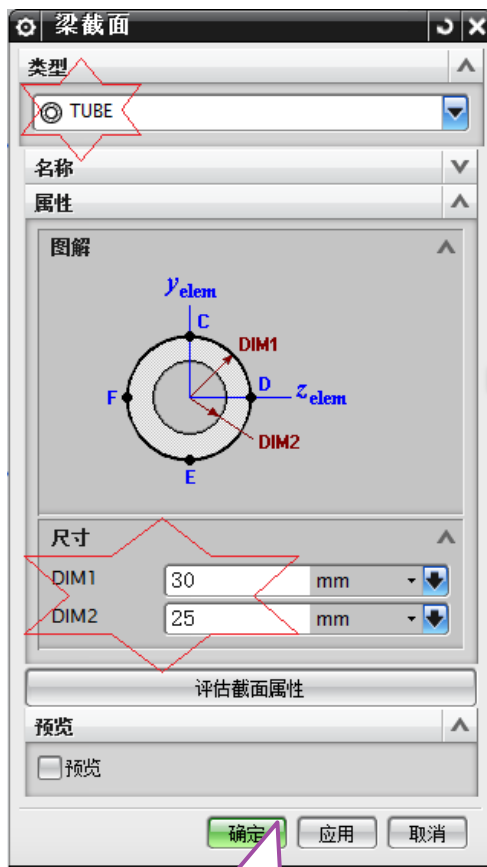 梁截面
类型
TUBE
名称
属性
图解
yelem
C
DIM1
F
D
zelem
DIM2
E
尺寸
DIM1 30 mm
DIM2 25 mm
评估截面属性
预览
预览
确定 应用 取消